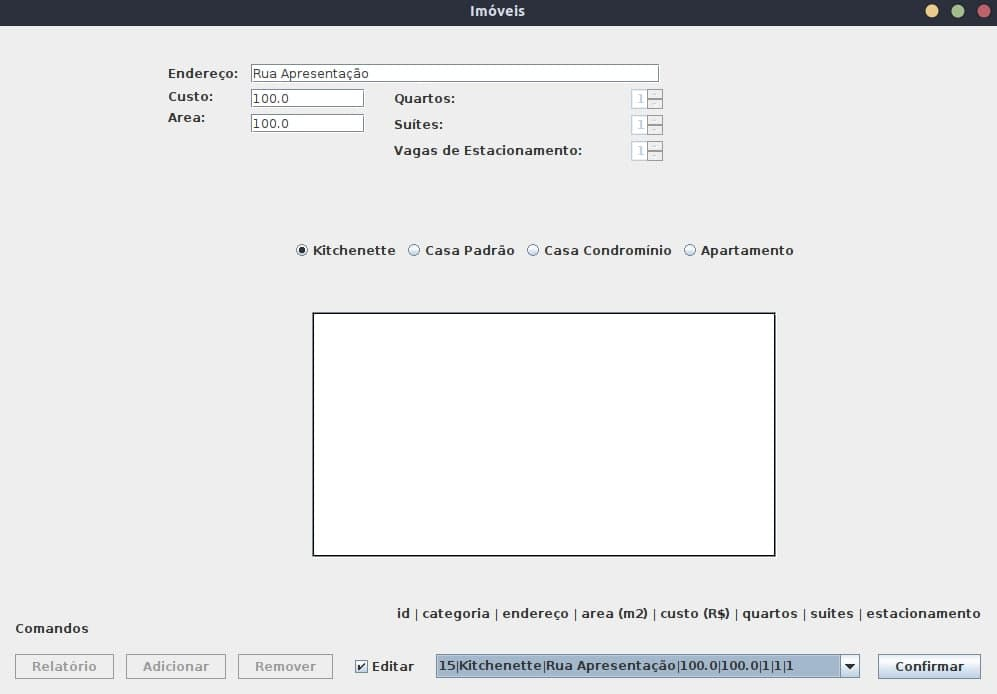 Imóveis
Endereço: Rua Apresentação
Custo: 100.0 Quartos: 1
Area: 100.0 Suítes: 1
Vagas de Estacionamento: 1
Kitchenette Casa Padrão Casa Condromínio Apartamento
id | categoria | endereço | area (m2) | custo (R$) | quartos | suites | estacionamento
Comandos
Relatório Adicionar Remover Editar 15|Kitchenette|Rua Apresentação|100.0|100.0|1|1|1 Confirmar